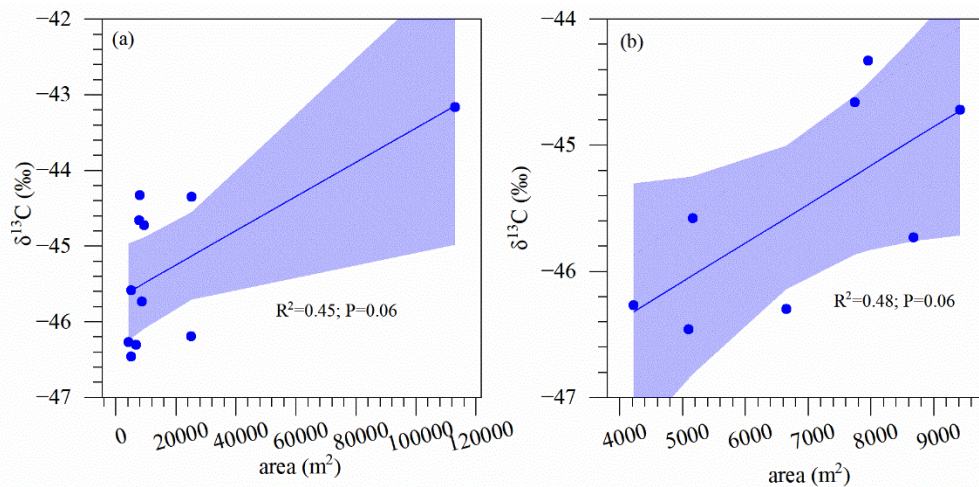 (a)
−42
−43
−44
−45
−46
−47
δ¹³C (‰)
R²=0.45; P=0.06
0 20000 40000 60000 80000 100000 120000
area (m²)
(b)
−44
−45
−46
−47
δ¹³C (‰)
R²=0.48; P=0.06
4000 5000 6000 7000 8000 9000
area (m²)